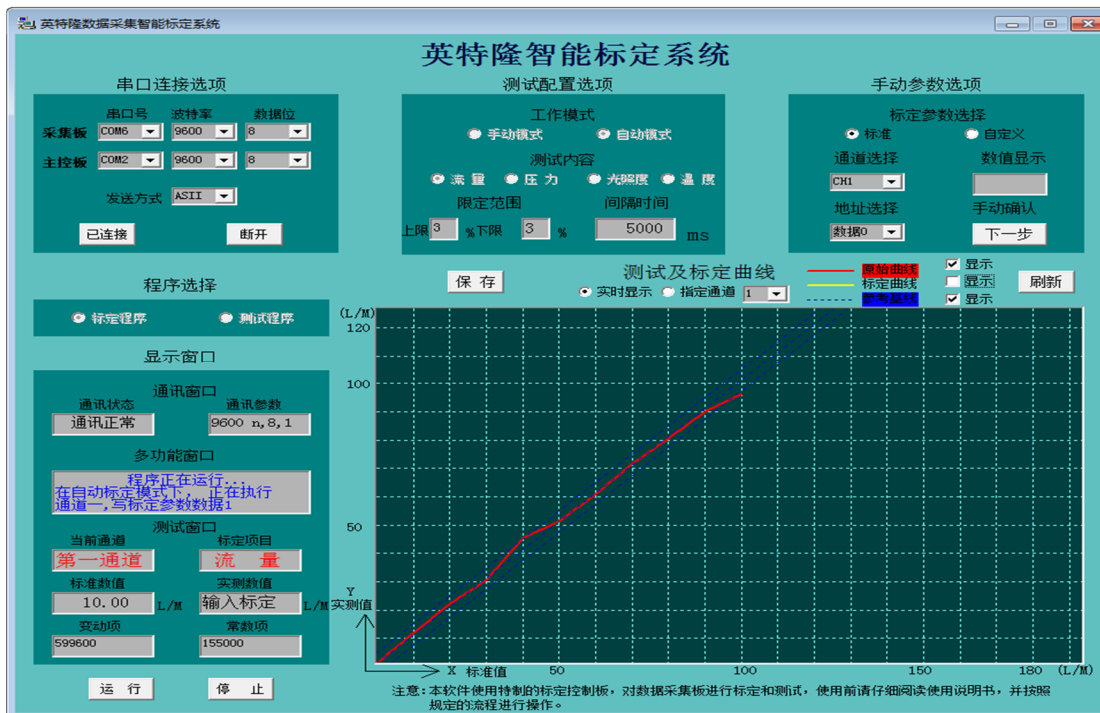 英特隆数据采集智能标定系统
英特隆智能标定系统
串口连接选项
串口号 波特率 数据位
采集板 COM6 9600 8
主控板 COM2 9600 8
发送方式 ASII
已连接 断开
测试配置选项
工作模式
手动模式 自动模式
测试内容
流 量 压 力 光照度 温 度
限定范围 间隔时间
上限 3 % 下限 3 % 5000 ms
手动参数选项
标定参数选择
标准 自定义
通道选择 数值显示
CH1
地址选择 手动确认
数据0 下一步
程序选择
标定程序 测试程序
保 存
测试及标定曲线
实时显示 指定通道 1
原始曲线 显示
标定曲线 显示
参考基线 显示
刷新
显示窗口
通讯窗口
通讯状态 通讯参数
通讯正常 9600 n,8,1
多功能窗口
程序正在运行...
在自动标定模式下, 正在执行
通道一,写标定参数数据1
测试窗口
当前通道 标定项目
第一通道 流 量
标准数值 实测数值
10.00 L/M 输入标定 L/M
变动项 常数项
599600 155000
运 行 停 止
(L/M)
120
100
50
Y
实测值
X 标准值 50 100 150 180 (L/M)
注意:本软件使用特制的标定控制板，对数据采集板进行标定和测试，使用前请仔细阅读使用说明书，并按照
规定的流程进行操作。